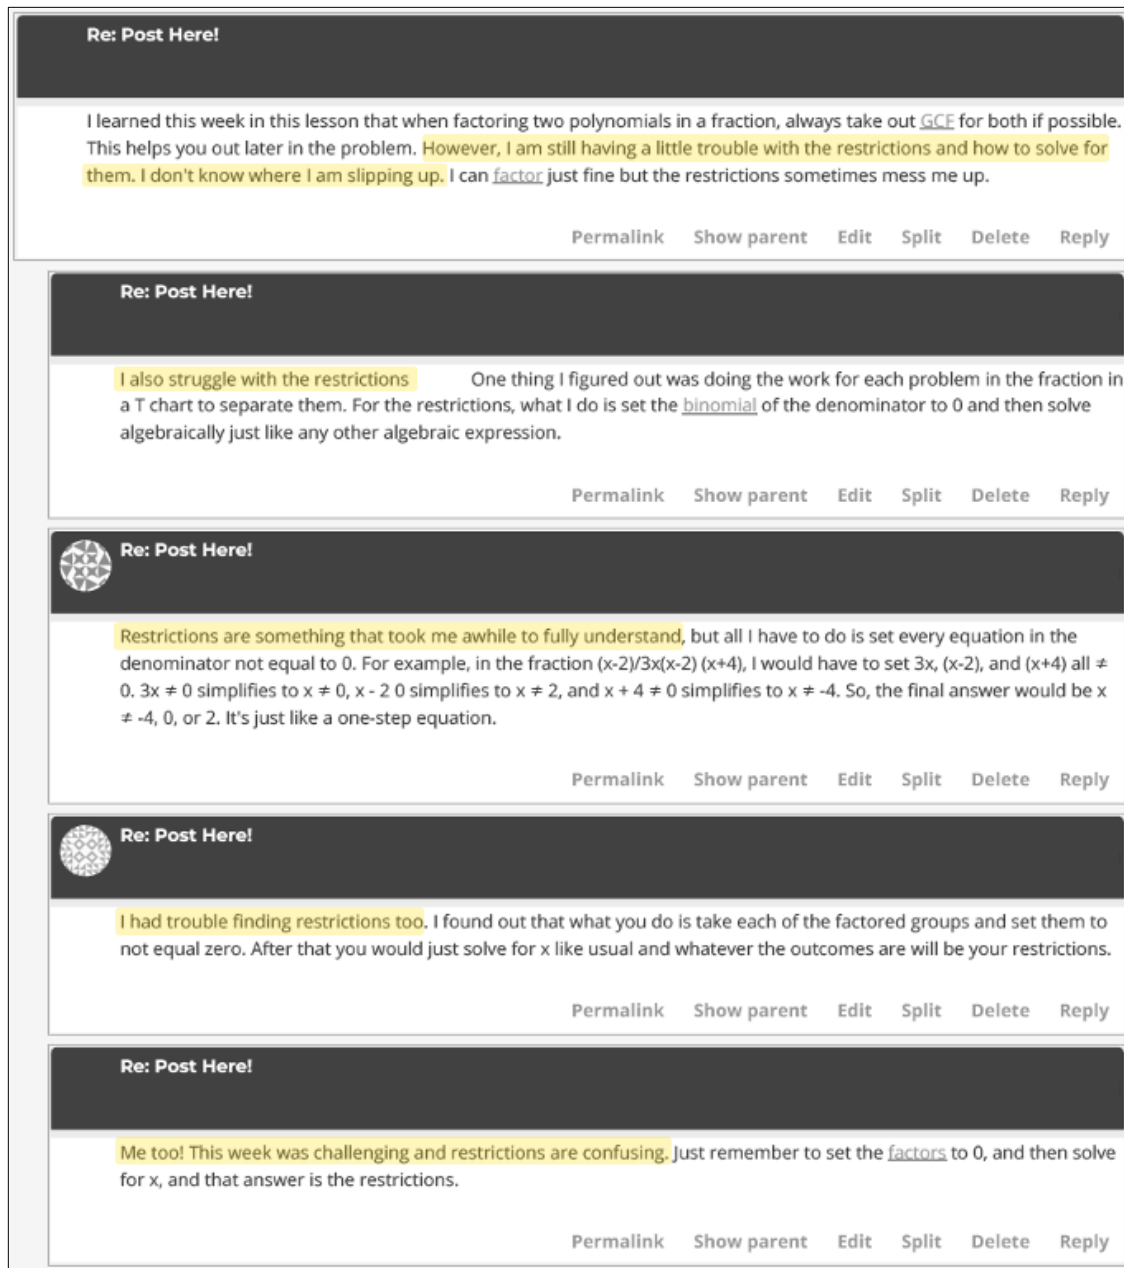 Re: Post Here!
I learned this week in this lesson that when factoring two polynomials in a fraction, always take out GCF for both if possible.
This helps you out later in the problem. However, I am still having a little trouble with the restrictions and how to solve for
them. I don't know where I am slipping up. I can factor just fine but the restrictions sometimes mess me up.
Permalink Show parent Edit Split Delete Reply
Re: Post Here!
I also struggle with the restrictions One thing I figured out was doing the work for each problem in the fraction in
a T chart to separate them. For the restrictions, what I do is set the binomial of the denominator to 0 and then solve
algebraically just like any other algebraic expression.
Permalink Show parent Edit Split Delete Reply
Re: Post Here!
Restrictions are something that took me awhile to fully understand, but all I have to do is set every equation in the
denominator not equal to 0. For example, in the fraction (x-2)/3x(x-2) (x+4), I would have to set 3x, (x-2), and (x+4) all ≠
0. 3x ≠ 0 simplifies to x ≠ 0, x - 2 0 simplifies to x ≠ 2, and x + 4 ≠ 0 simplifies to x ≠ -4. So, the final answer would be x
≠ -4, 0, or 2. It's just like a one-step equation.
Permalink Show parent Edit Split Delete Reply
Re: Post Here!
I had trouble finding restrictions too. I found out that what you do is take each of the factored groups and set them to
not equal zero. After that you would just solve for x like usual and whatever the outcomes are will be your restrictions.
Permalink Show parent Edit Split Delete Reply
Re: Post Here!
Me too! This week was challenging and restrictions are confusing. Just remember to set the factors to 0, and then solve
for x, and that answer is the restrictions.
Permalink Show parent Edit Split Delete Reply